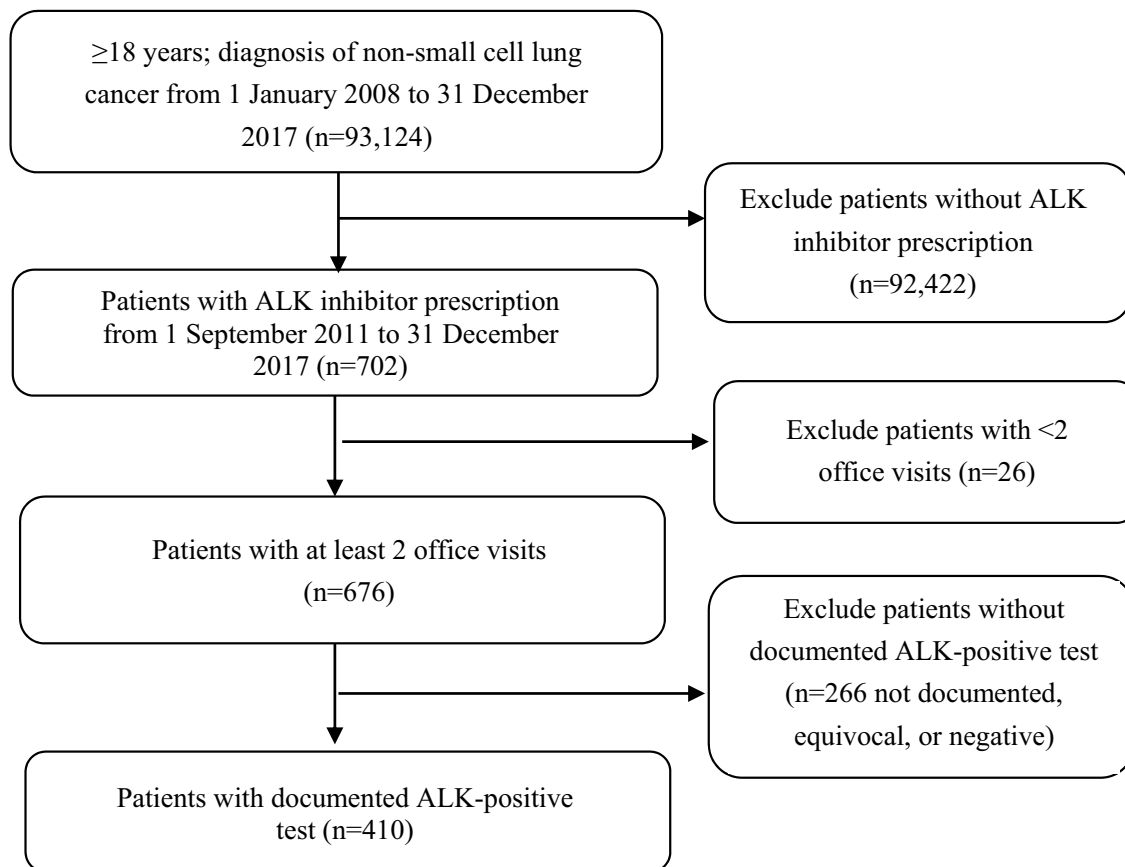 ≥18 years; diagnosis of non-small cell lung
cancer from 1 January 2008 to 31 December
2017 (n=93,124)
Exclude patients without ALK
inhibitor prescription
(n=92,422)
Patients with ALK inhibitor prescription
from 1 September 2011 to 31 December
2017 (n=702)
Exclude patients with <2
office visits (n=26)
Patients with at least 2 office visits
(n=676)
Exclude patients without
documented ALK-positive test
(n=266 not documented,
equivocal, or negative)
Patients with documented ALK-positive
test (n=410)